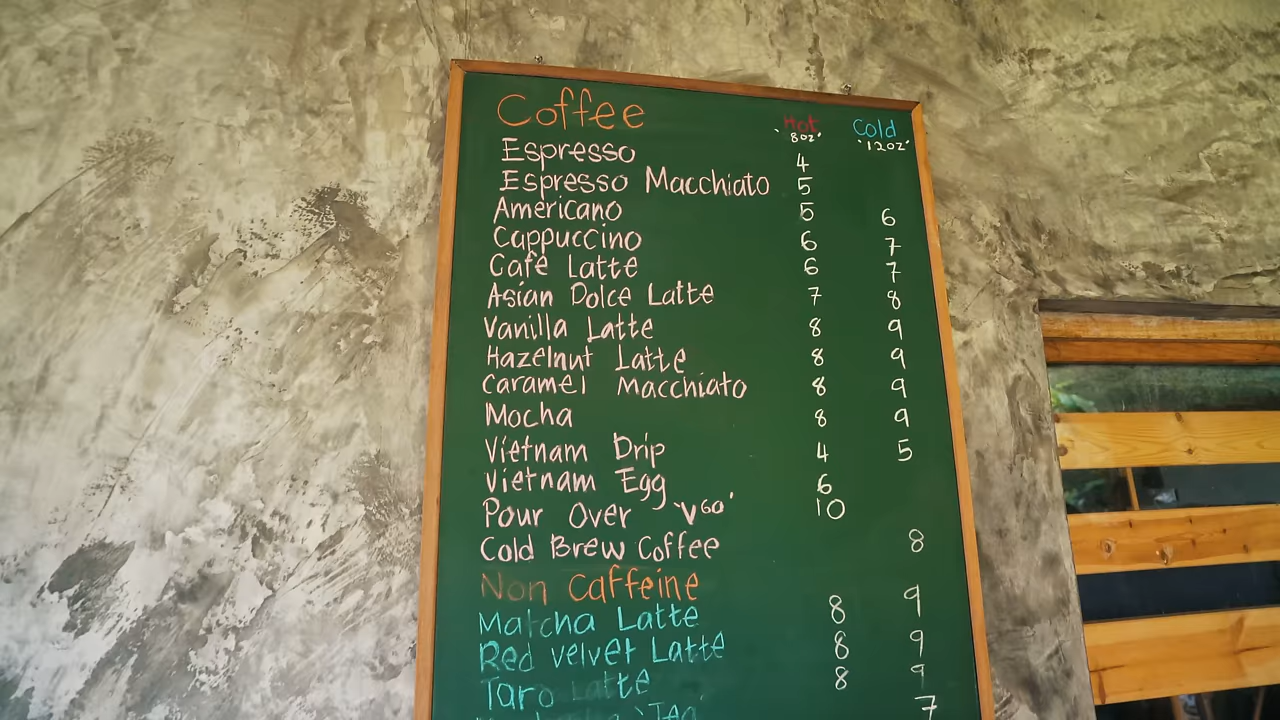 Coffee Hot Cold
'8oz' '12oz'
Espresso 4
Espresso Macchiato 5
Americano 5 6
Cappuccino 6 7
Cafe Latte 6 7
Asian Dolce Latte 7 8
Vanilla Latte 8 9
Hazelnut Latte 8 9
Caramel Macchiato 8 9
Mocha 8 9
Vietnam Drip 4 5
Vietnam Egg 6
Pour Over 'V60' 10
Cold Brew Coffee 8
Non Caffeine
Matcha Latte 8 9
Red Velvet Latte 8 9
Taro Latte 8 9
'Tea' 7